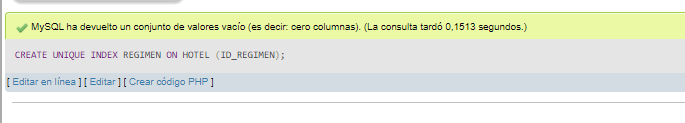 MySQL ha devuelto un conjunto de valores vacío (es decir: cero columnas). (La consulta tardó 0,1513 segundos.)
CREATE UNIQUE INDEX REGIMEN ON HOTEL (ID_REGIMEN);
[ Editar en línea ] [ Editar ] [ Crear código PHP ]